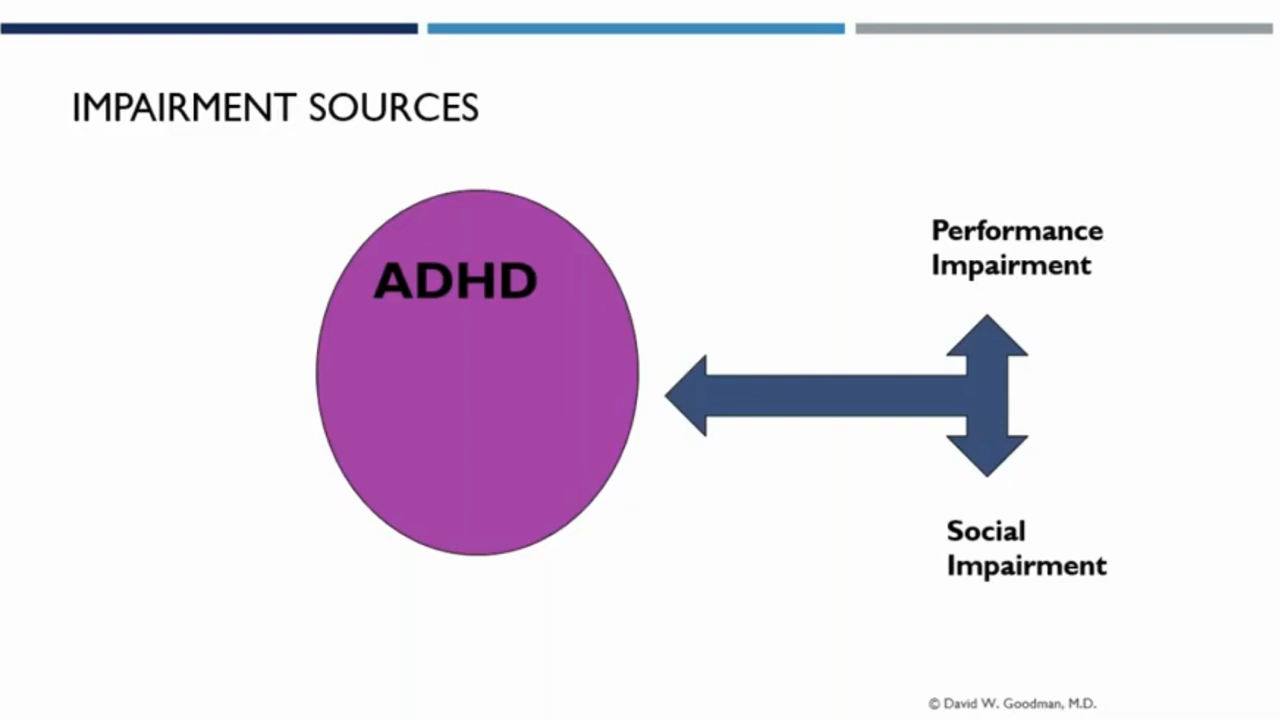 IMPAIRMENT SOURCES
ADHD
Performance
Impairment
Social
Impairment
© David W. Goodman, M.D.